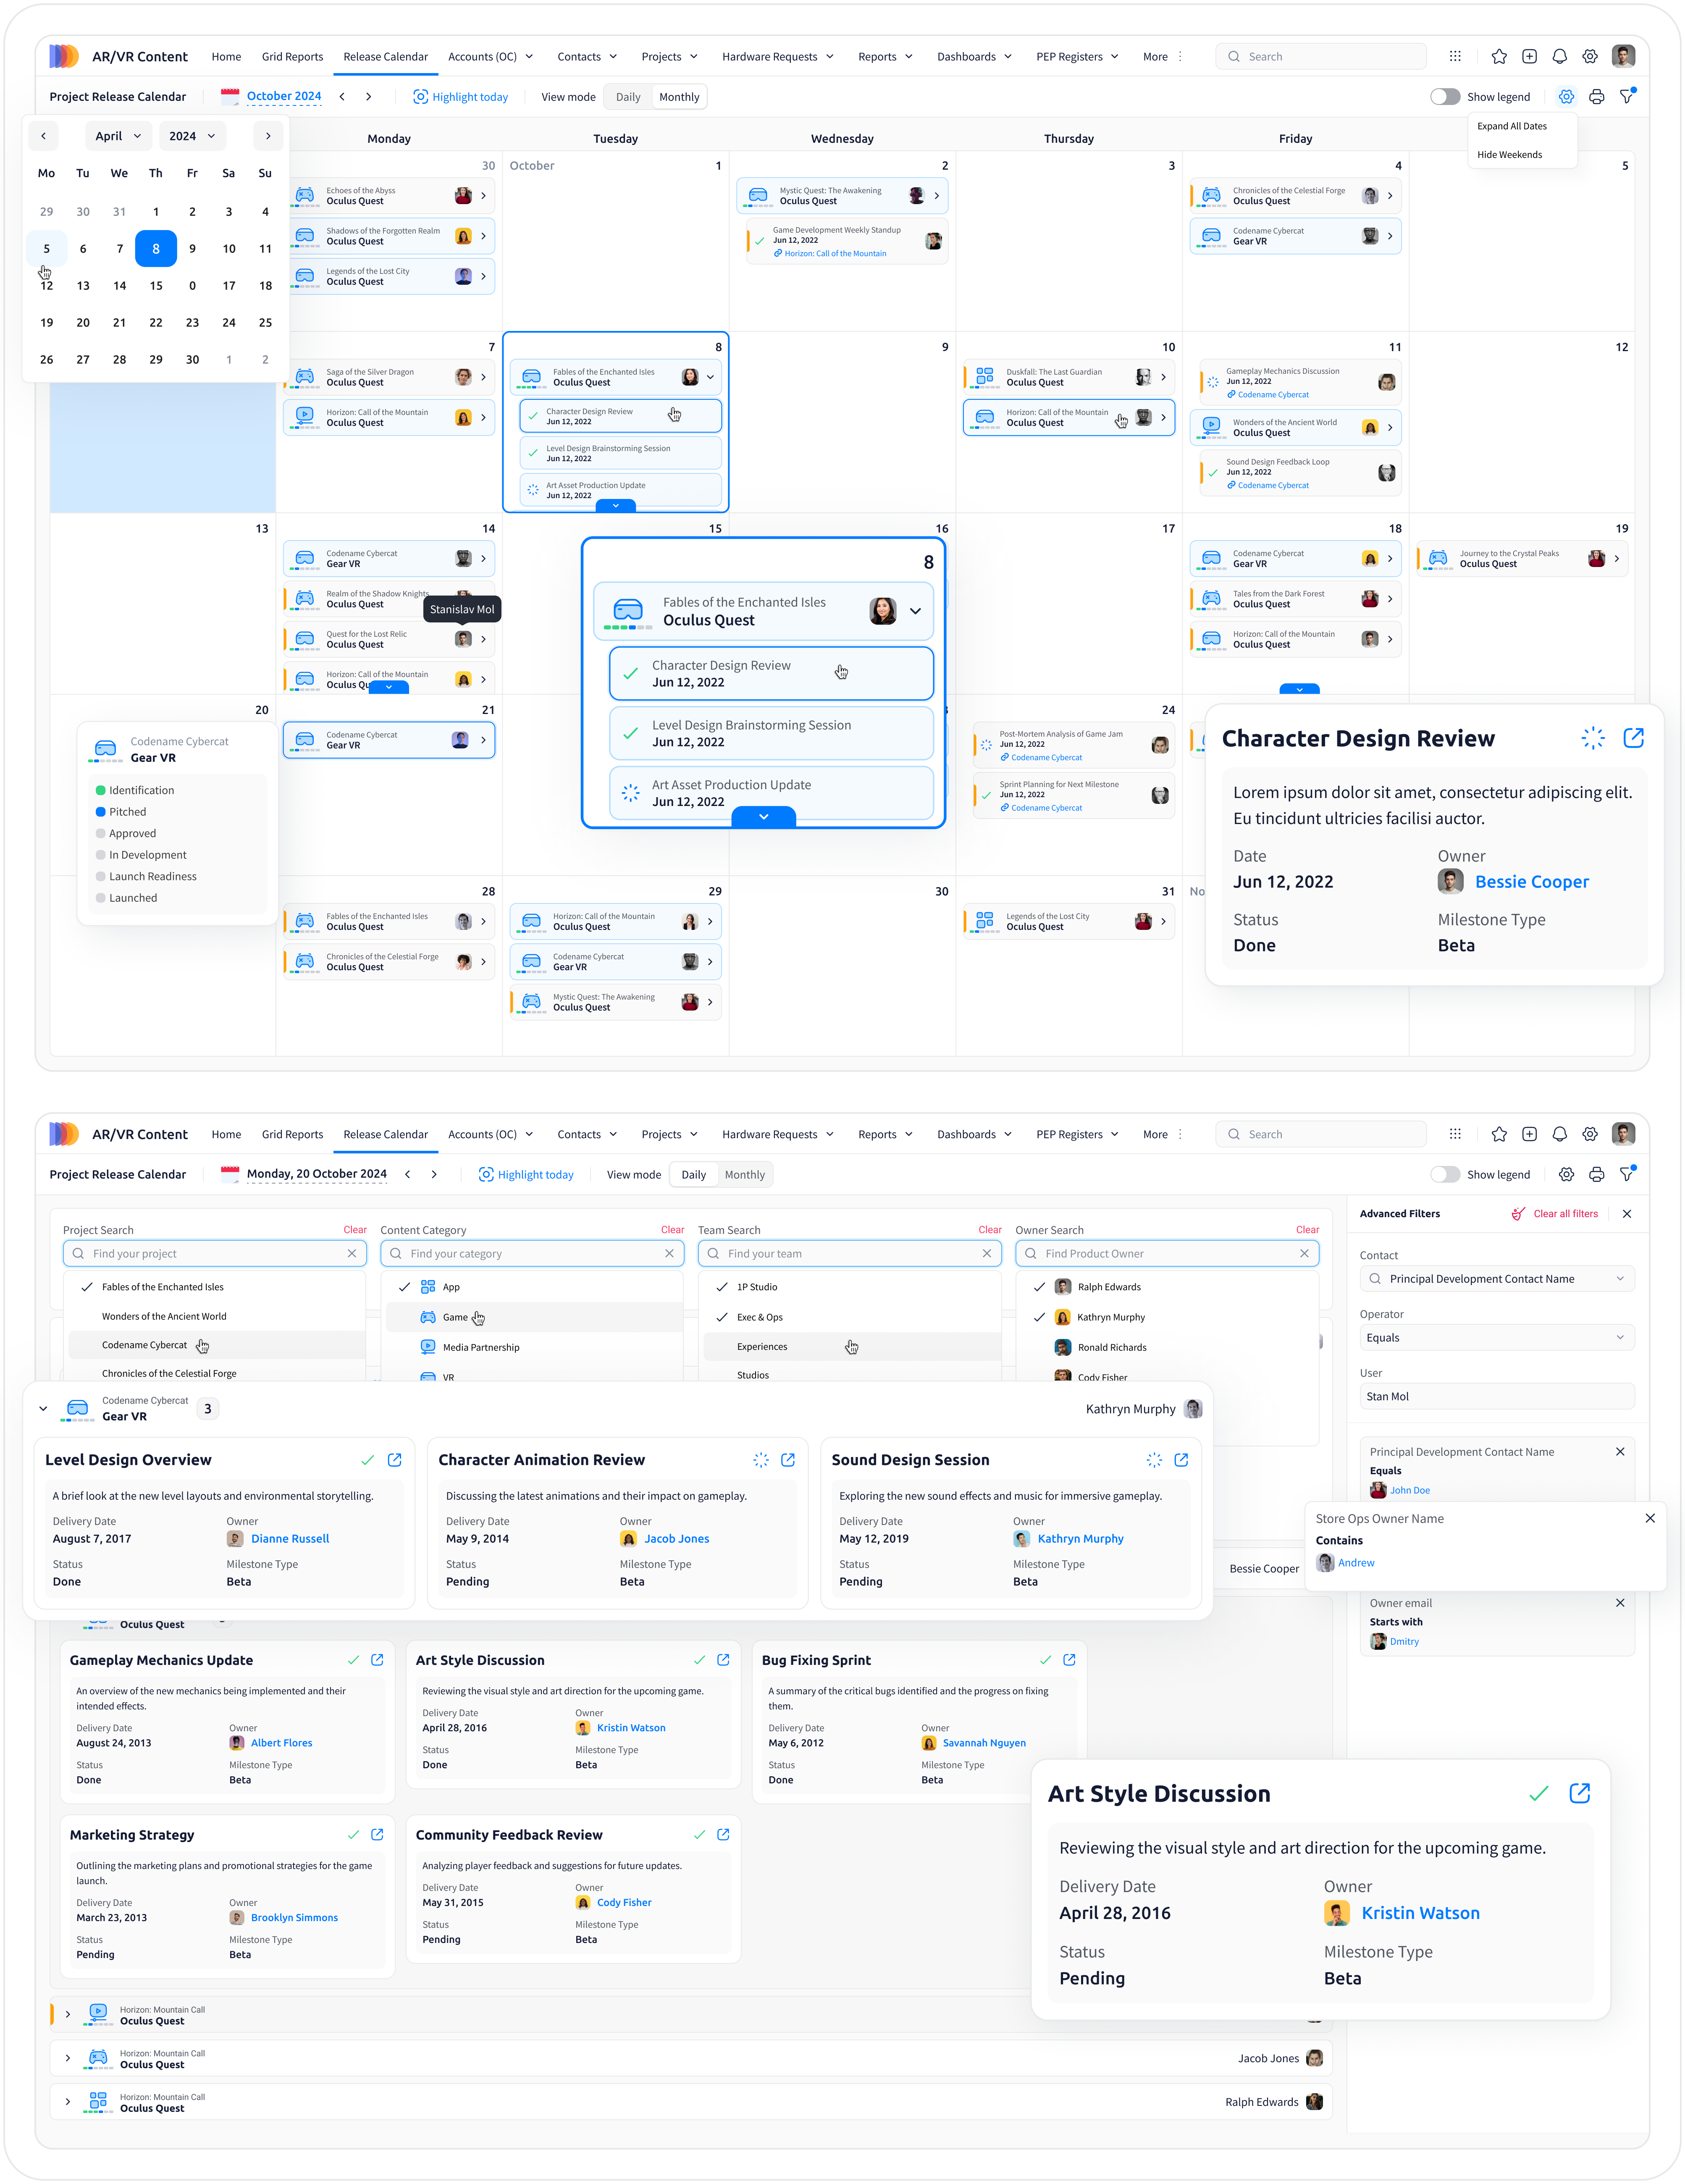 AR/VR Content Home Grid Reports Release Calendar Accounts (OC) Contacts Projects Hardware Requests Reports Dashboards PEP Registers More Search
Project Release Calendar October 2024 Highlight today View mode Daily Monthly Show legend
Expand All Dates
Hide Weekends
April 2024
Mo Tu We Th Fr Sa Su
29 30 31 1 2 3 4
5 6 7 8 9 10 11
12 13 14 15 0 17 18
19 20 21 22 23 24 25
26 27 28 29 30 1 2
Monday Tuesday Wednesday Thursday Friday
30
Echoes of the Abyss
Oculus Quest
Shadows of the Forgotten Realm
Oculus Quest
Legends of the Lost City
Oculus Quest
October 1
2
Mystic Quest: The Awakening
Oculus Quest
Game Development Weekly Standup
Jun 12, 2022
Horizon: Call of the Mountain
3
4
Chronicles of the Celestial Forge
Oculus Quest
Codename Cybercat
Gear VR
5
7
Saga of the Silver Dragon
Oculus Quest
Horizon: Call of the Mountain
Oculus Quest
8
Fables of the Enchanted Isles
Oculus Quest
Character Design Review
Jun 12, 2022
Level Design Brainstorming Session
Jun 12, 2022
Art Asset Production Update
Jun 12, 2022
9
10
Duskfall: The Last Guardian
Oculus Quest
Horizon: Call of the Mountain
Oculus Quest
11
Gameplay Mechanics Discussion
Jun 12, 2022
Codename Cybercat
Wonders of the Ancient World
Oculus Quest
Sound Design Feedback Loop
Jun 12, 2022
Codename Cybercat
12
13
14
Codename Cybercat
Gear VR
Realm of the Shadow Knights
Oculus Quest
Stanislav Mol
Quest for the Lost Relic
Oculus Quest
Horizon: Call of the Mountain
Oculus Qu
15
16
17
18
Codename Cybercat
Gear VR
Tales from the Dark Forest
Oculus Quest
Horizon: Call of the Mountain
Oculus Quest
19
Journey to the Crystal Peaks
Oculus Quest
8
Fables of the Enchanted Isles
Oculus Quest
Character Design Review
Jun 12, 2022
Level Design Brainstorming Session
Jun 12, 2022
Art Asset Production Update
Jun 12, 2022
20
Codename Cybercat
Gear VR
Identification
Pitched
Approved
In Development
Launch Readiness
Launched
21
Codename Cybercat
Gear VR
24
Post-Mortem Analysis of Game Jam
Jun 12, 2022
Codename Cybercat
Sprint Planning for Next Milestone
Jun 12, 2022
Codename Cybercat
Character Design Review
Lorem ipsum dolor sit amet, consectetur adipiscing elit.
Eu tincidunt ultricies facilisi auctor.
Date Owner
Jun 12, 2022 Bessie Cooper
Status Milestone Type
Done Beta
28
Fables of the Enchanted Isles
Oculus Quest
Chronicles of the Celestial Forge
Oculus Quest
29
Horizon: Call of the Mountain
Oculus Quest
Codename Cybercat
Gear VR
Mystic Quest: The Awakening
Oculus Quest
30
31
Legends of the Lost City
Oculus Quest
No
AR/VR Content Home Grid Reports Release Calendar Accounts (OC) Contacts Projects Hardware Requests Reports Dashboards PEP Registers More Search
Project Release Calendar Monday, 20 October 2024 Highlight today View mode Daily Monthly Show legend
Project Search Clear
Find your project
Fables of the Enchanted Isles
Wonders of the Ancient World
Codename Cybercat
Chronicles of the Celestial Forge
Content Category Clear
Find your category
App
Game
Media Partnership
VR
Team Search Clear
Find your team
1P Studio
Exec & Ops
Experiences
Studios
Owner Search Clear
Find Product Owner
Ralph Edwards
Kathryn Murphy
Ronald Richards
Cody Fisher
Advanced Filters Clear all filters
Contact
Principal Development Contact Name
Operator
Equals
User
Stan Mol
Principal Development Contact Name
Equals
John Doe
Store Ops Owner Name
Contains
Andrew
Owner email
Starts with
Dmitry
Codename Cybercat
Gear VR 3 Kathryn Murphy
Level Design Overview
A brief look at the new level layouts and environmental storytelling.
Delivery Date Owner
August 7, 2017 Dianne Russell
Status Milestone Type
Done Beta
Character Animation Review
Discussing the latest animations and their impact on gameplay.
Delivery Date Owner
May 9, 2014 Jacob Jones
Status Milestone Type
Pending Beta
Sound Design Session
Exploring the new sound effects and music for immersive gameplay.
Delivery Date Owner
May 12, 2019 Kathryn Murphy
Status Milestone Type
Pending Beta
Bessie Cooper
Oculus Quest
Gameplay Mechanics Update
An overview of the new mechanics being implemented and their
intended effects.
Delivery Date Owner
August 24, 2013 Albert Flores
Status Milestone Type
Done Beta
Art Style Discussion
Reviewing the visual style and art direction for the upcoming game.
Delivery Date Owner
April 28, 2016 Kristin Watson
Status Milestone Type
Done Beta
Bug Fixing Sprint
A summary of the critical bugs identified and the progress on fixing
them.
Delivery Date Owner
May 6, 2012 Savannah Nguyen
Status Milestone Type
Done Beta
Marketing Strategy
Outlining the marketing plans and promotional strategies for the game
launch.
Delivery Date Owner
March 23, 2013 Brooklyn Simmons
Status Milestone Type
Pending Beta
Community Feedback Review
Analyzing player feedback and suggestions for future updates.
Delivery Date Owner
May 31, 2015 Cody Fisher
Status Milestone Type
Pending Beta
Art Style Discussion
Reviewing the visual style and art direction for the upcoming game.
Delivery Date Owner
April 28, 2016 Kristin Watson
Status Milestone Type
Pending Beta
Horizon: Mountain Call
Oculus Quest
Horizon: Mountain Call
Oculus Quest Jacob Jones
Horizon: Mountain Call
Oculus Quest Ralph Edwards